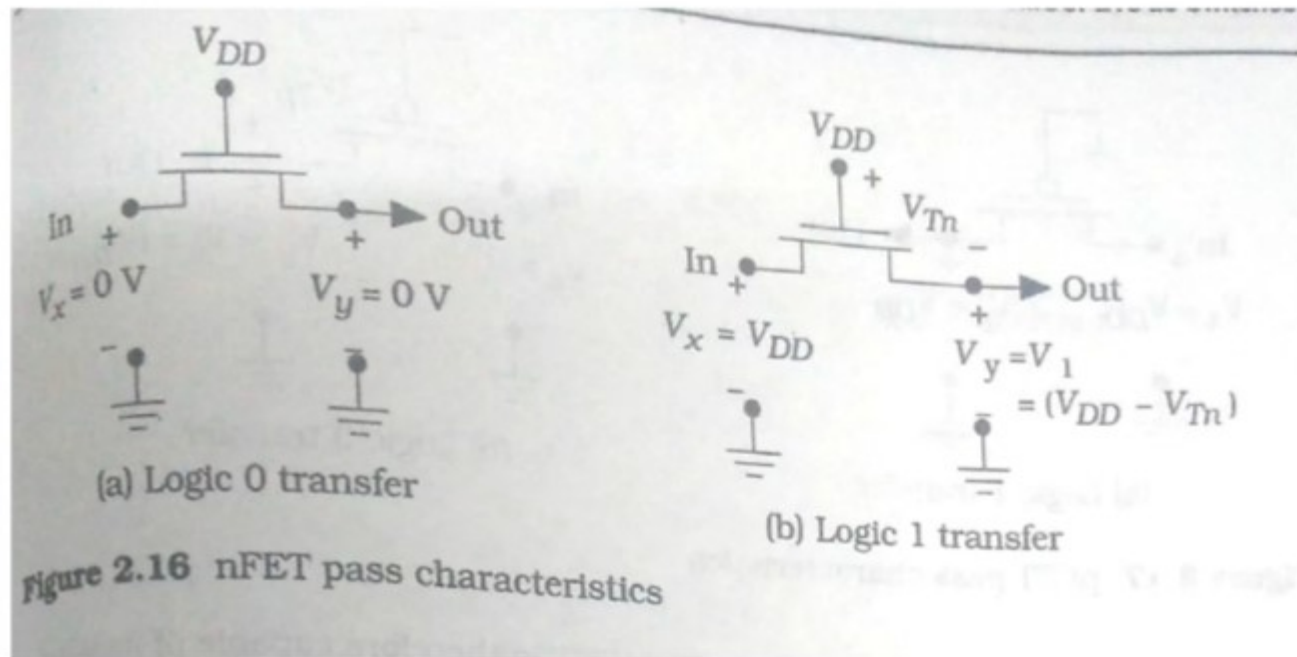 VDD
In
+
+
Out
Vx = 0 V
Vy = 0 V
-
-
(a) Logic 0 transfer
VDD
+
VTn
-
In
+
+
Out
Vx = VDD
Vy = V1
= (VDD - VTn)
-
-
(b) Logic 1 transfer
Figure 2.16 nFET pass characteristics